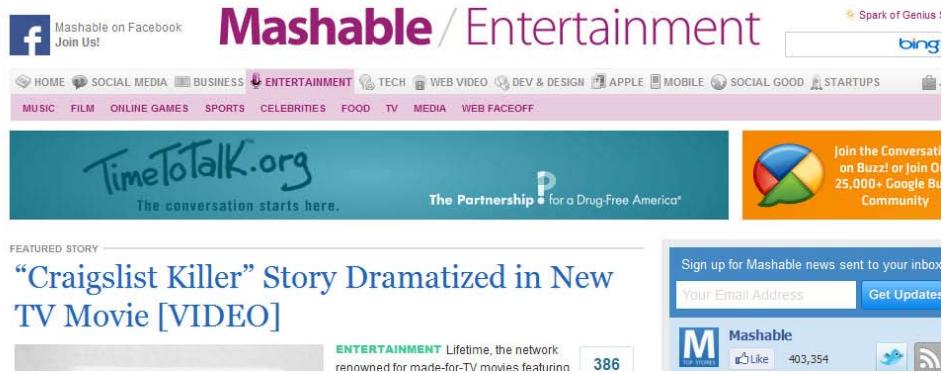 Mashable on Facebook
Join Us!
Mashable / Entertainment
Spark of Genius
bing
HOME SOCIAL MEDIA BUSINESS ENTERTAINMENT TECH WEB VIDEO DEV & DESIGN APPLE MOBILE SOCIAL GOOD STARTUPS
MUSIC FILM ONLINE GAMES SPORTS CELEBRITIES FOOD TV MEDIA WEB FACEOFF
TimeToTalk.org
The conversation starts here.
The Partnership for a Drug-Free America®
Join the Conversati
on Buzz! or Join O
25,000+ Google Bu
Community
FEATURED STORY
“Craigslist Killer” Story Dramatized in New
TV Movie [VIDEO]
ENTERTAINMENT Lifetime, the network
renowned for made-for-TV movies featuring
386
Sign up for Mashable news sent to your inbox
Your Email Address
Get Updates
M
TOP STORIES
Mashable
Like 403,354